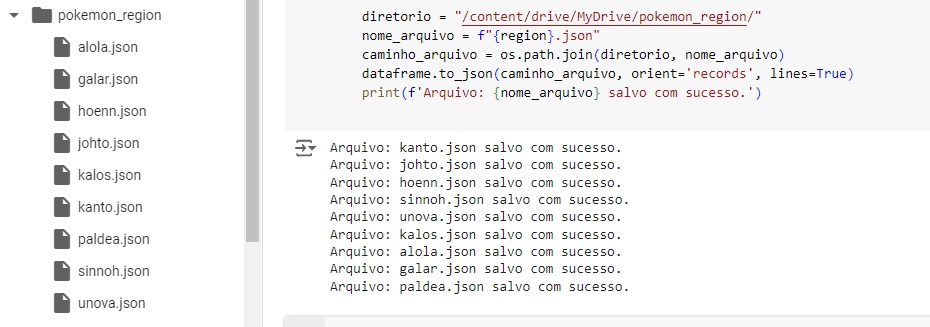 pokemon_region
alola.json
galar.json
hoenn.json
johto.json
kalos.json
kanto.json
paldea.json
sinnoh.json
unova.json
diretorio = "/content/drive/MyDrive/pokemon_region/"
nome_arquivo = f"{region}.json"
caminho_arquivo = os.path.join(diretorio, nome_arquivo)
dataframe.to_json(caminho_arquivo, orient='records', lines=True)
print(f'Arquivo: {nome_arquivo} salvo com sucesso.')
Arquivo: kanto.json salvo com sucesso.
Arquivo: johto.json salvo com sucesso.
Arquivo: hoenn.json salvo com sucesso.
Arquivo: sinnoh.json salvo com sucesso.
Arquivo: unova.json salvo com sucesso.
Arquivo: kalos.json salvo com sucesso.
Arquivo: alola.json salvo com sucesso.
Arquivo: galar.json salvo com sucesso.
Arquivo: paldea.json salvo com sucesso.